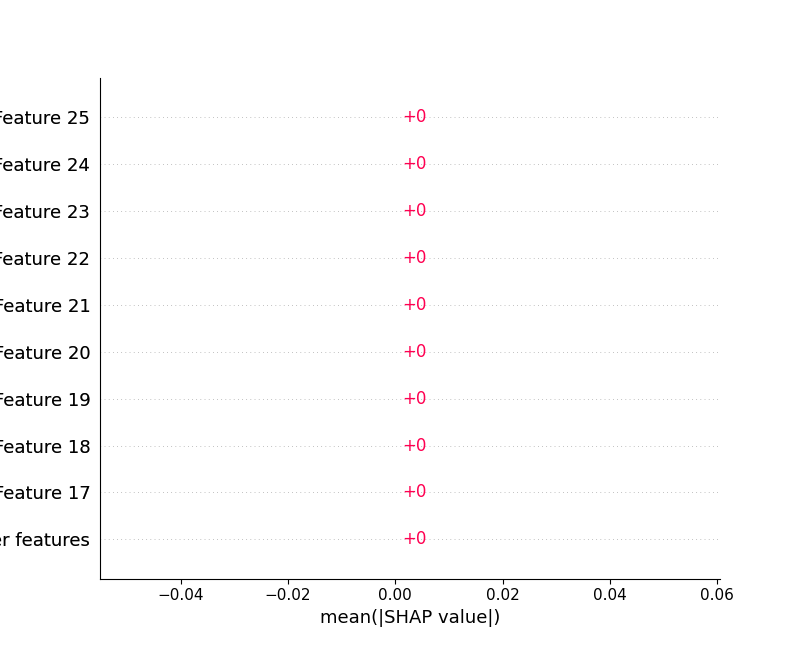 Feature 25 +0
Feature 24 +0
Feature 23 +0
Feature 22 +0
Feature 21 +0
Feature 20 +0
Feature 19 +0
Feature 18 +0
Feature 17 +0
features +0
−0.04 −0.02 0.00 0.02 0.04 0.06
mean(|SHAP value|)